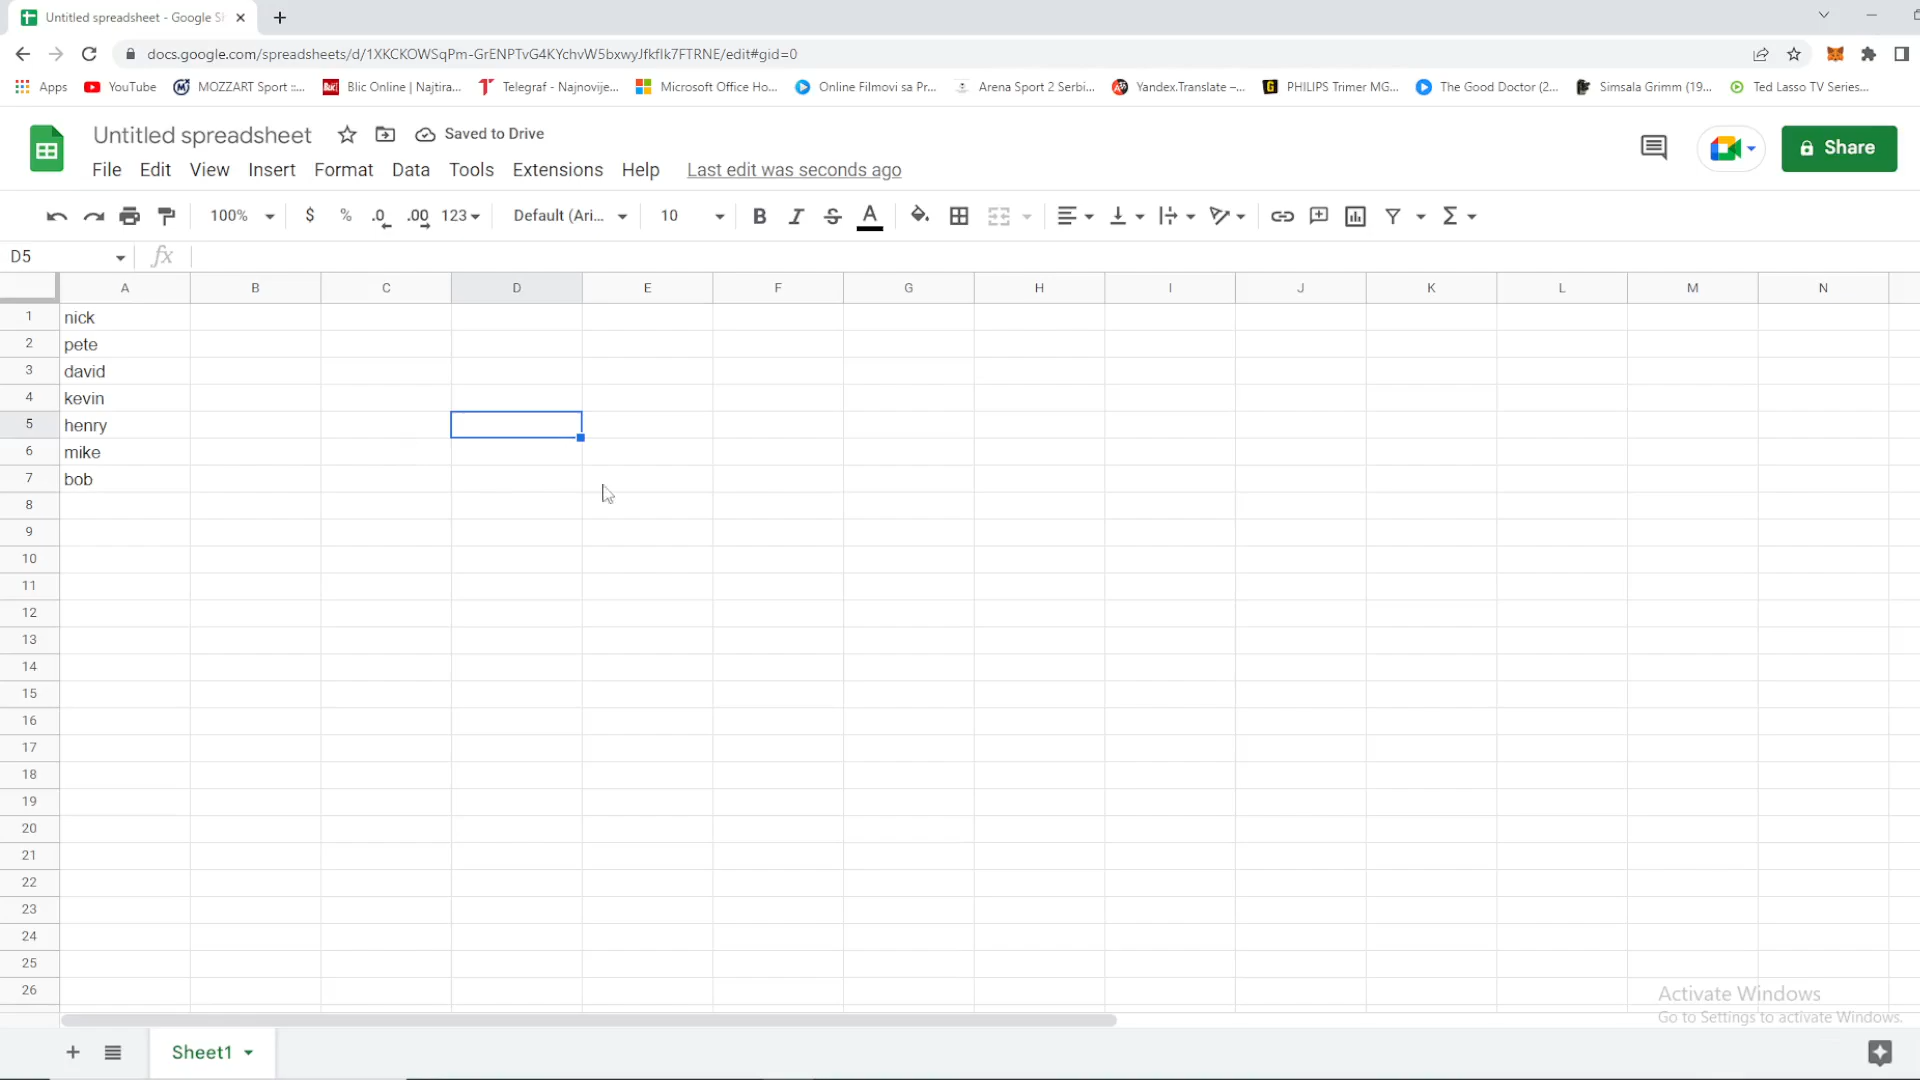 Untitled spreadsheet - Google S
docs.google.com/spreadsheets/d/1XKCKOWSqPm-GrENPTvG4KYchvW5bxwyJfkflk7FTRNE/edit#gid=0
Apps YouTube MOZZART Sport ::... Blic Online | Najtira... Telegraf - Najnovije... Microsoft Office Ho... Online Filmovi sa Pr... Arena Sport 2 Serbi... Yandex.Translate –... PHILIPS Trimer MG... The Good Doctor (2... Simsala Grimm (19... Ted Lasso TV Series...
Untitled spreadsheet Saved to Drive
Share
File Edit View Insert Format Data Tools Extensions Help Last edit was seconds ago
100% $ % .0 .00 123 Default (Ari... 10 B I S A Σ
D5 fx
A B C D E F G H I J K L M N
1 nick
2 pete
3 david
4 kevin
5 henry
6 mike
7 bob
8
9
10
11
12
13
14
15
16
17
18
19
20
21
22
23
24
25
26
Activate Windows
Go to Settings to activate Windows.
Sheet1